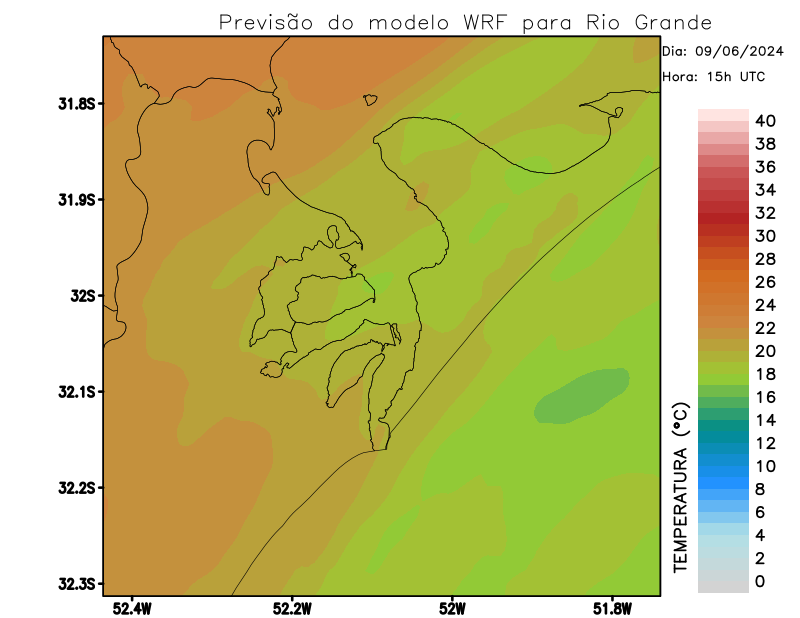 Previsão do modelo WRF para Rio Grande
Dia: 09/06/2024
Hora: 15h UTC
31.8S
31.9S
32S
32.1S
32.2S
32.3S
52.4W
52.2W
52W
51.8W
TEMPERATURA (°C)
40
38
36
34
32
30
28
26
24
22
20
18
16
14
12
10
8
6
4
2
0